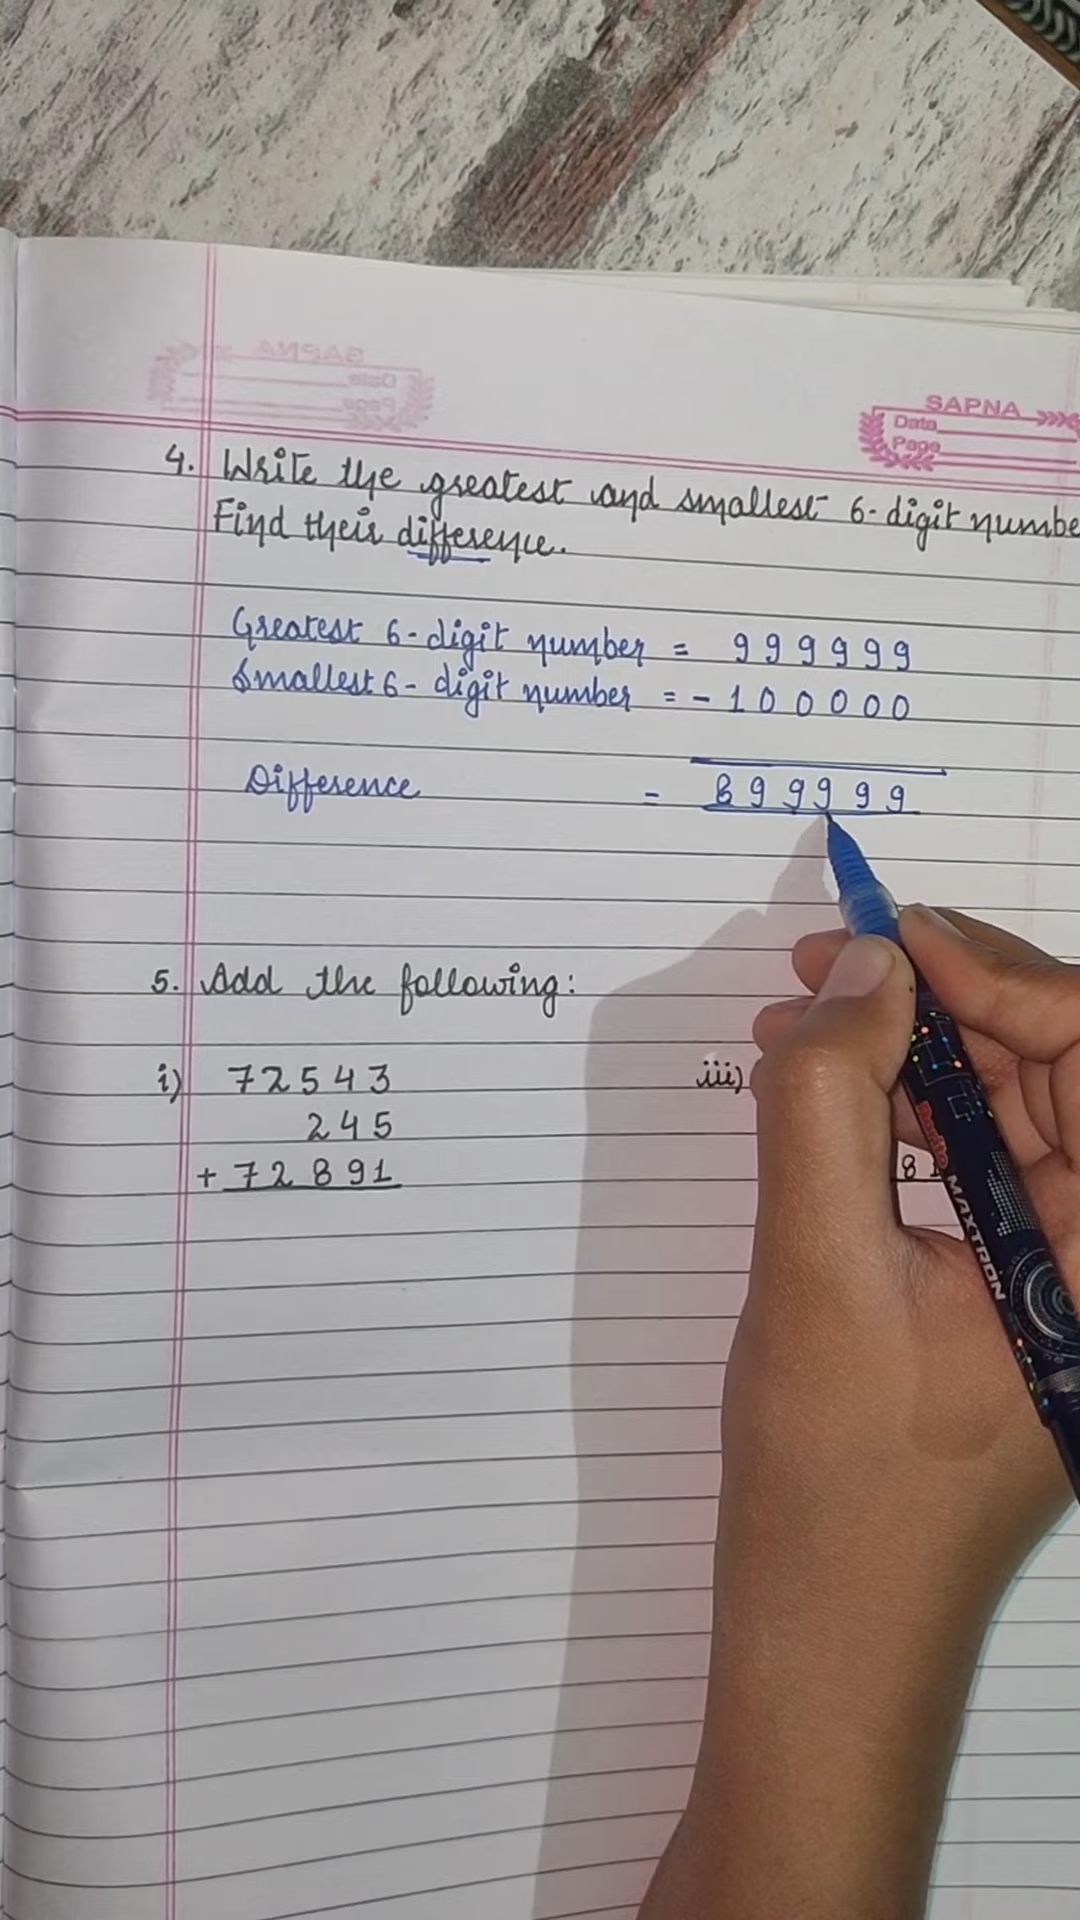 SAPNA
Date
Page
4. Write the greatest and smallest 6-digit numbe
Find their difference.
Greatest 6-digit number = 999999
Smallest 6-digit number = - 100000
Difference = 899999
5. Add the following:
i) 72543
245
+ 72891
iii)
81
MAXTRON